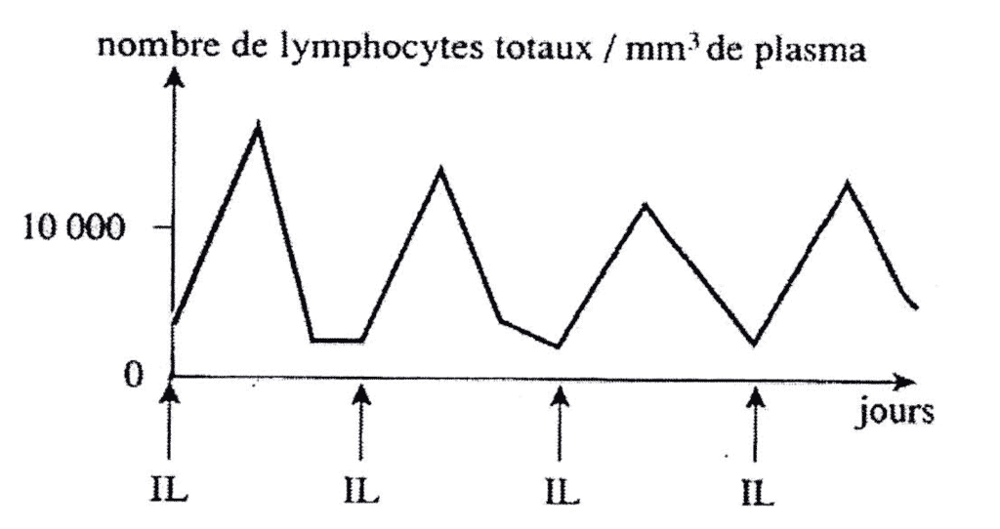 nombre de lymphocytes totaux / mm³ de plasma
10 000
0
jours
IL IL IL IL